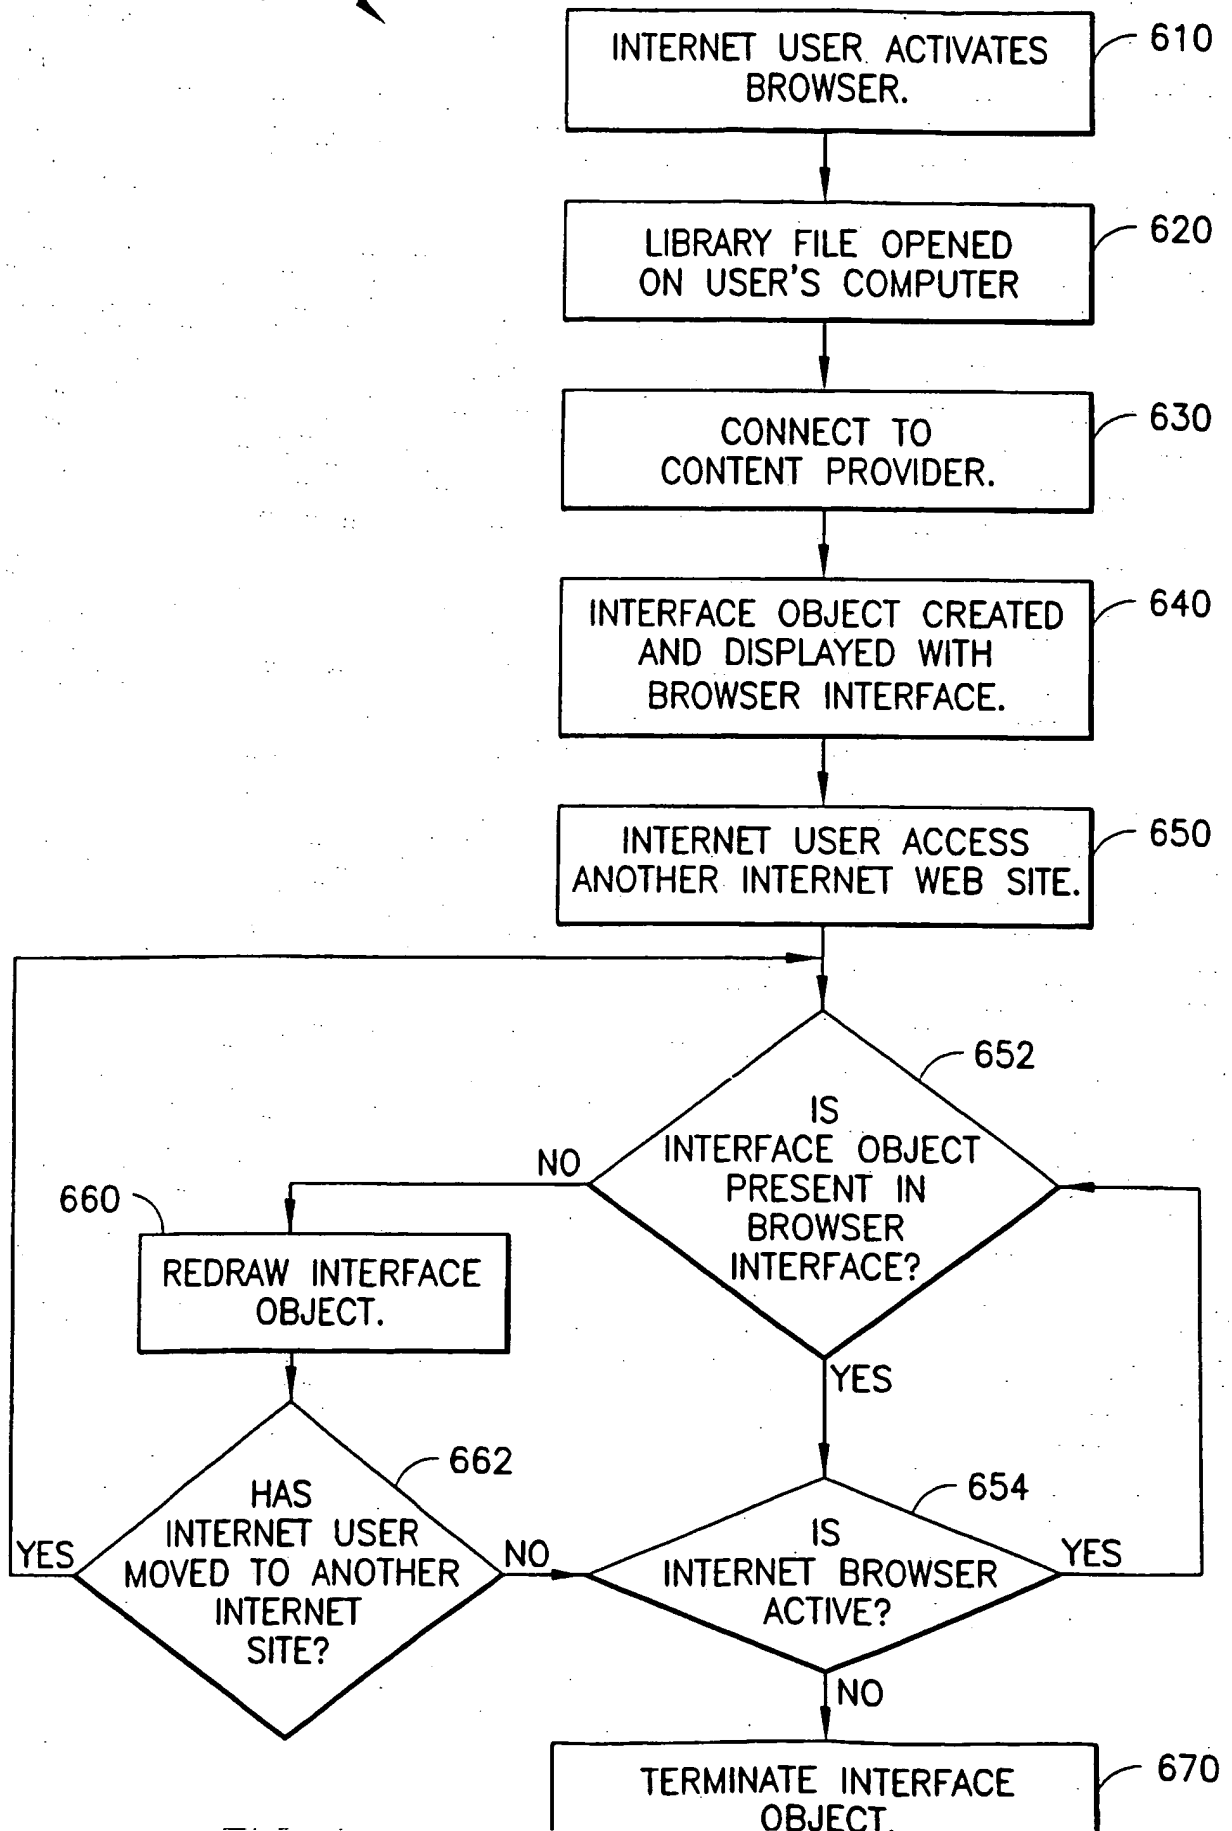 INTERNET USER ACTIVATES
BROWSER.
610
LIBRARY FILE OPENED
ON USER'S COMPUTER
620
CONNECT TO
CONTENT PROVIDER.
630
INTERFACE OBJECT CREATED
AND DISPLAYED WITH
BROWSER INTERFACE.
640
INTERNET USER ACCESS
ANOTHER INTERNET WEB SITE.
650
652
IS
INTERFACE OBJECT
PRESENT IN
BROWSER
INTERFACE?
NO
YES
660
REDRAW INTERFACE
OBJECT.
662
HAS
INTERNET USER
MOVED TO ANOTHER
INTERNET
SITE?
YES
NO
654
IS
INTERNET BROWSER
ACTIVE?
YES
NO
TERMINATE INTERFACE
OBJECT.
670